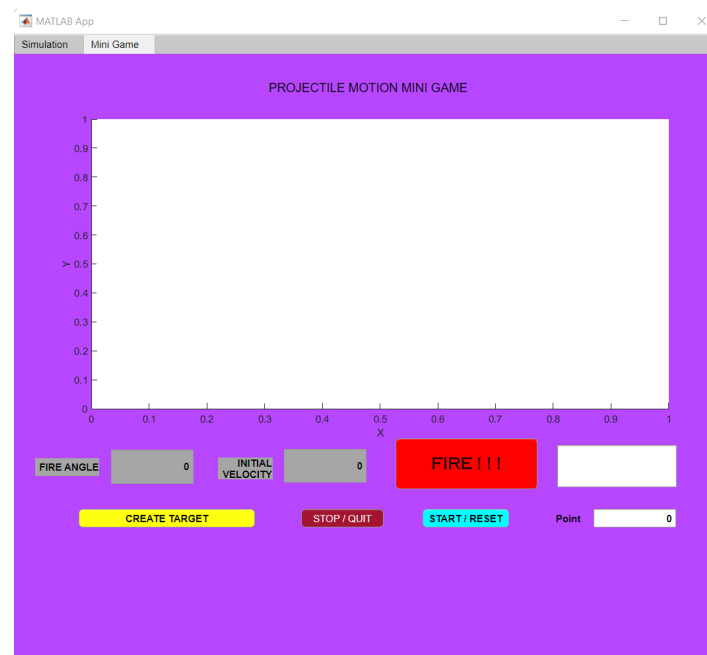 MATLAB App
Simulation Mini Game
PROJECTILE MOTION MINI GAME
1
0.9
0.8
0.7
0.6
0.5
0.4
0.3
0.2
0.1
0
Y
0 0.1 0.2 0.3 0.4 0.5 0.6 0.7 0.8 0.9 1
X
FIRE ANGLE 0
INITIAL
VELOCITY
0
FIRE ! ! !
CREATE TARGET
STOP / QUIT
START / RESET
Point 0